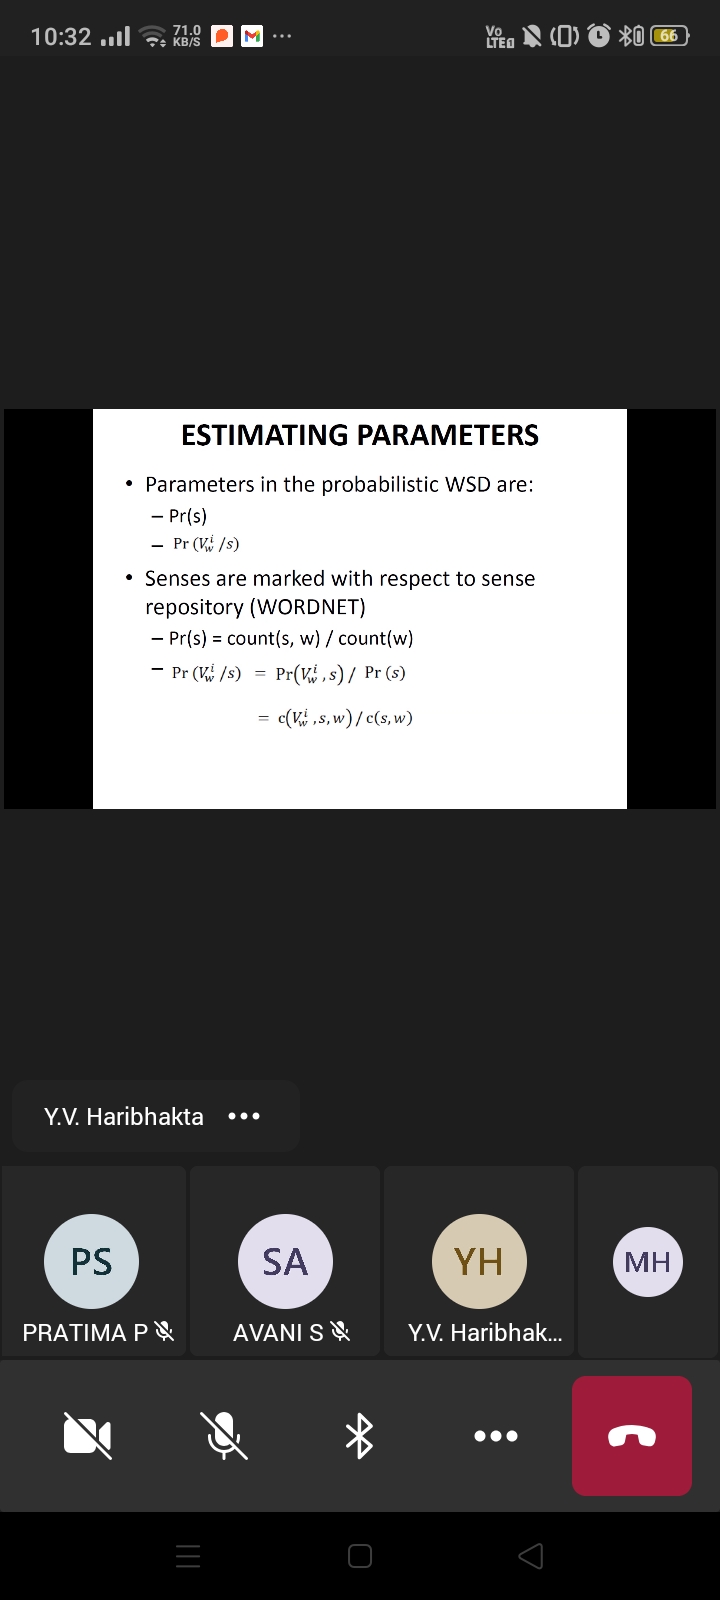 10:32 71.0 KB/S ... Vo LTE 66
ESTIMATING PARAMETERS
• Parameters in the probabilistic WSD are:
– Pr(s)
– Pr (V_w^i /s)
• Senses are marked with respect to sense
repository (WORDNET)
– Pr(s) = count(s, w) / count(w)
– Pr (V_w^i /s) = Pr(V_w^i , s) / Pr (s)
= c(V_w^i , s, w) / c(s, w)
Y.V. Haribhakta •••
PS SA YH MH
PRATIMA P AVANI S Y.V. Haribhak...